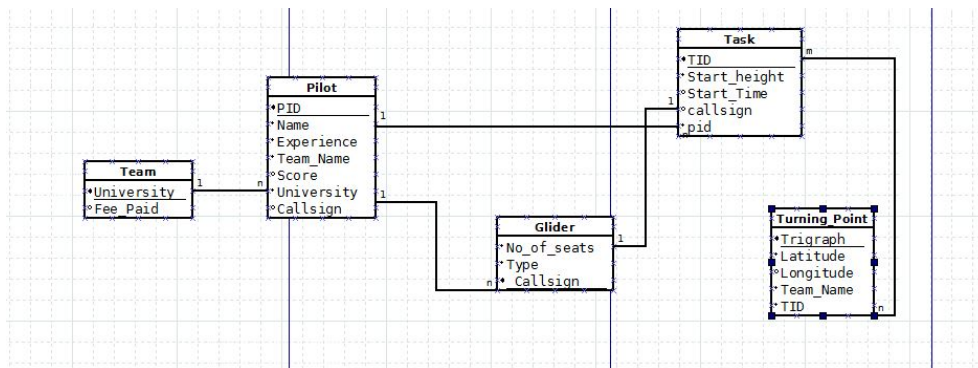 Task
m
TID
Start_height
Start_Time
1
callsign
pid
n
Pilot
PID
1
Name
Experience
Team_Name
Score
University
1
Callsign
Team
1
n
University
Fee_Paid
Glider
No_of_seats
1
Type
n
Callsign
Turning_Point
Trigraph
Latitude
Longitude
Team_Name
TID
n